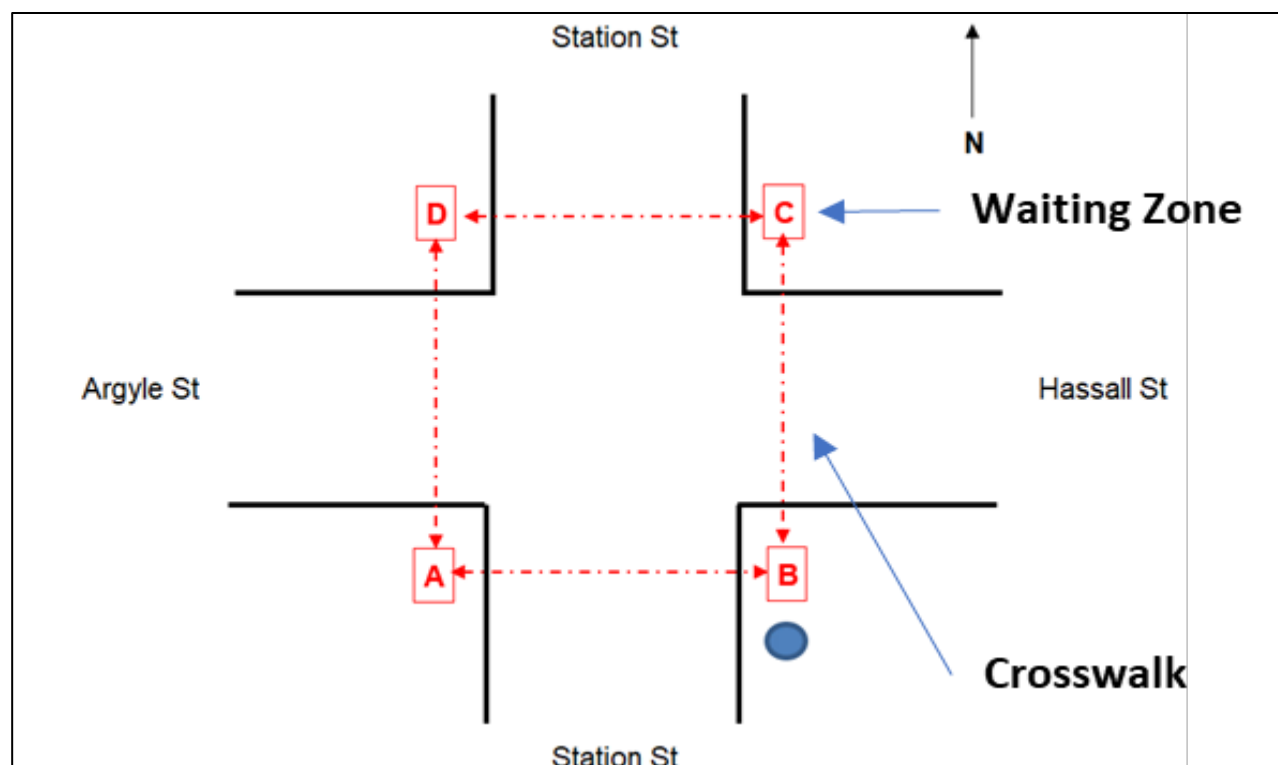 Station St
N
D
C
Waiting Zone
Argyle St
Hassall St
A
B
Crosswalk
Station St